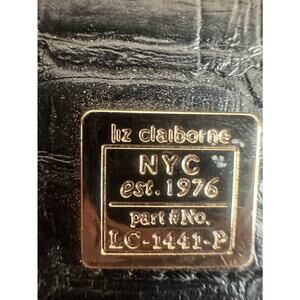 liz claiborne
NYC
est.1976
part #No.
LC-1441-P